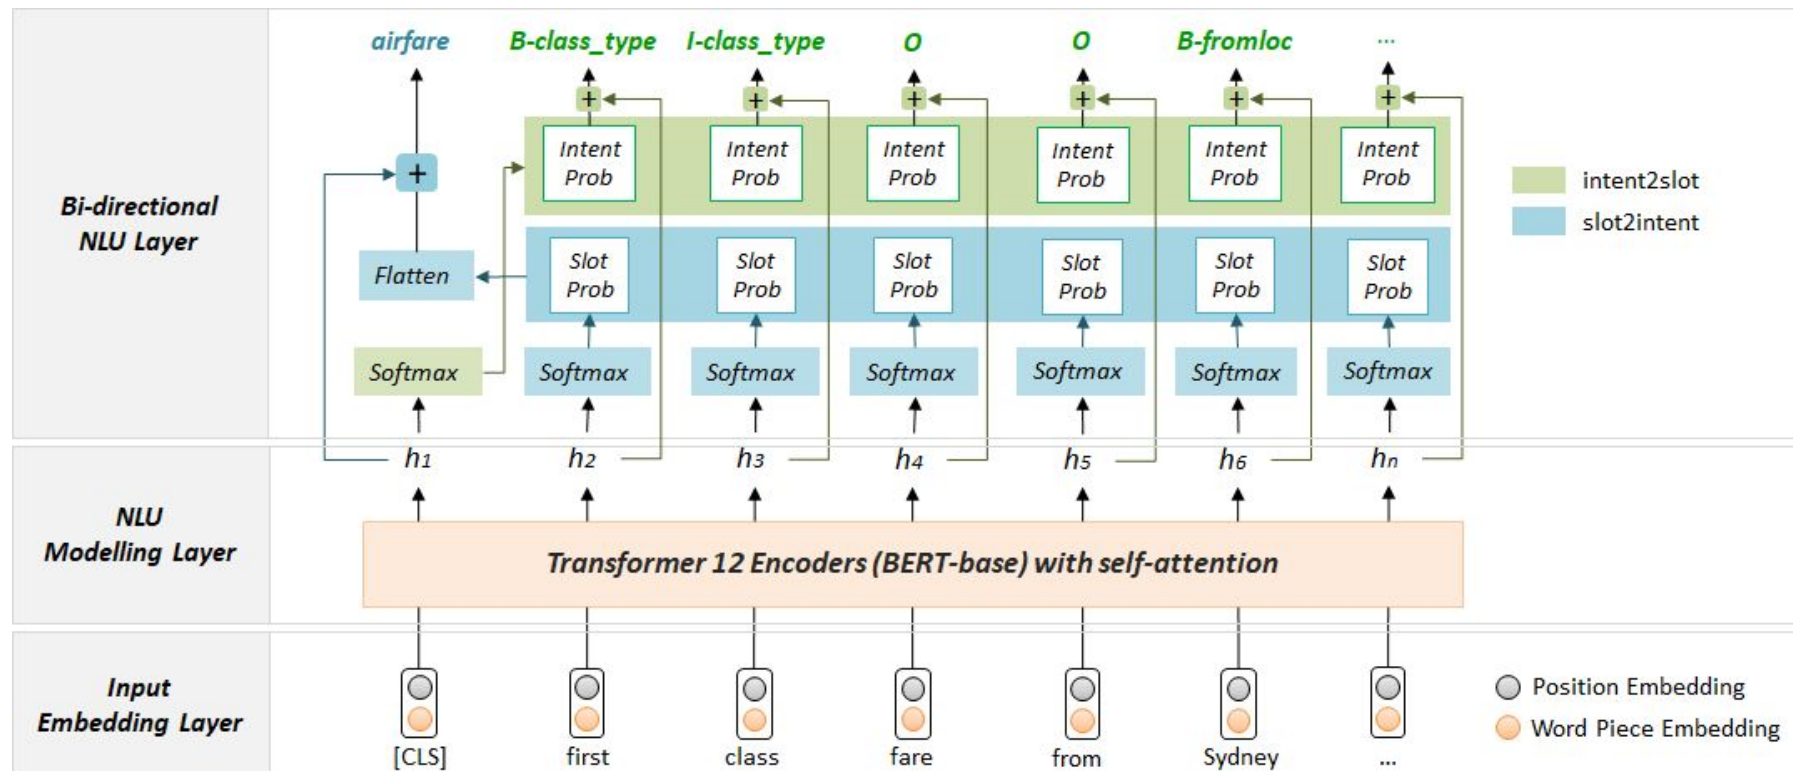 airfare B-class_type I-class_type O O B-fromloc ...
+ + + + + +
Intent Prob Intent Prob Intent Prob Intent Prob Intent Prob Intent Prob
+
intent2slot
slot2intent
Bi-directional
NLU Layer
Flatten
Slot Prob Slot Prob Slot Prob Slot Prob Slot Prob Slot Prob
Softmax Softmax Softmax Softmax Softmax Softmax Softmax
h1 h2 h3 h4 h5 h6 hn
NLU
Modelling Layer
Transformer 12 Encoders (BERT-base) with self-attention
Input
Embedding Layer
Position Embedding
Word Piece Embedding
[CLS] first class fare from Sydney ...